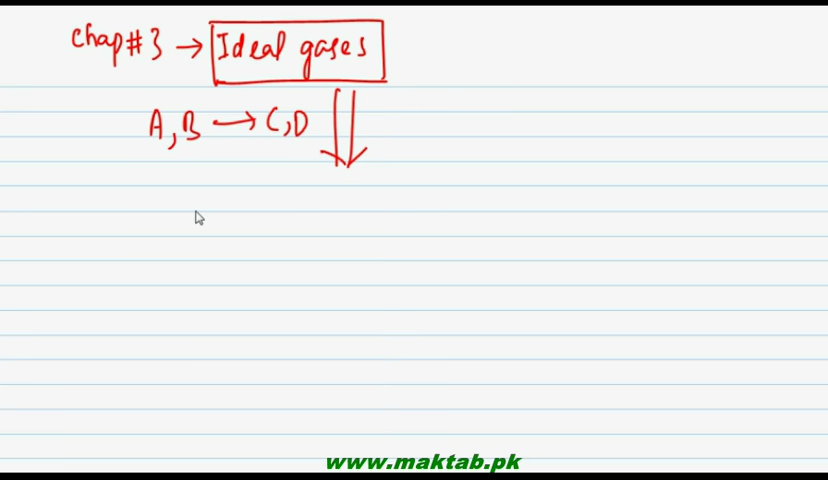 Chap# 3 → Ideal gases
A, B → C, D
www.maktab.pk